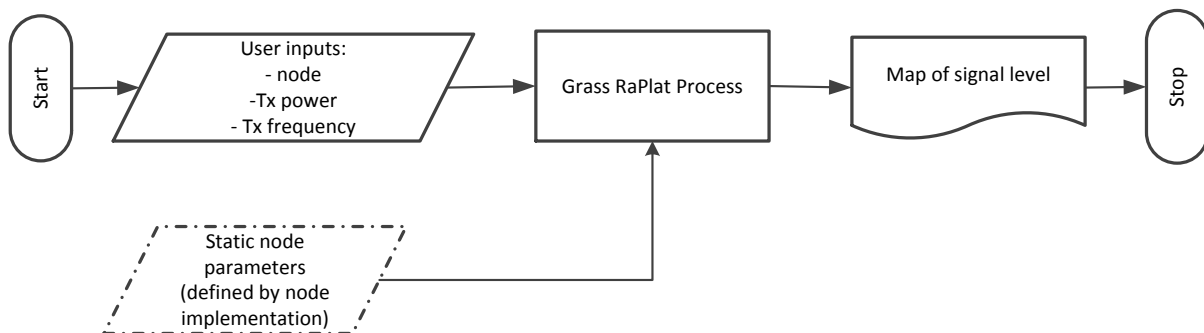 Start
User inputs:
- node
-Tx power
- Tx frequency
Grass RaPlat Process
Map of signal level
Stop
Static node
parameters
(defined by node
implementation)